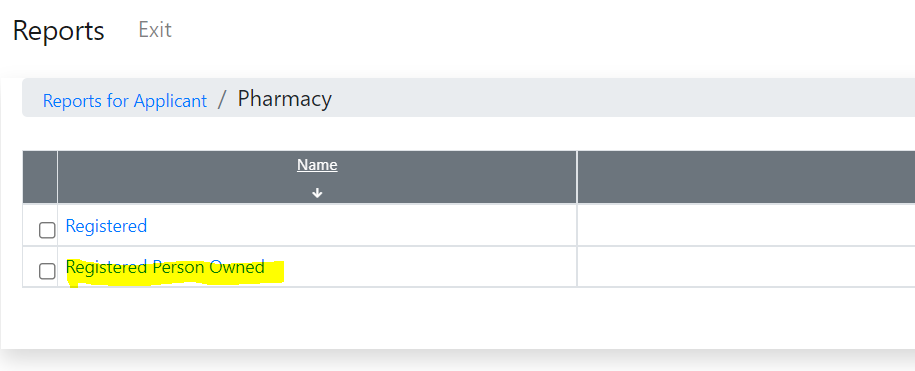 Reports Exit
Reports for Applicant / Pharmacy
Name
Registered
Registered Person Owned